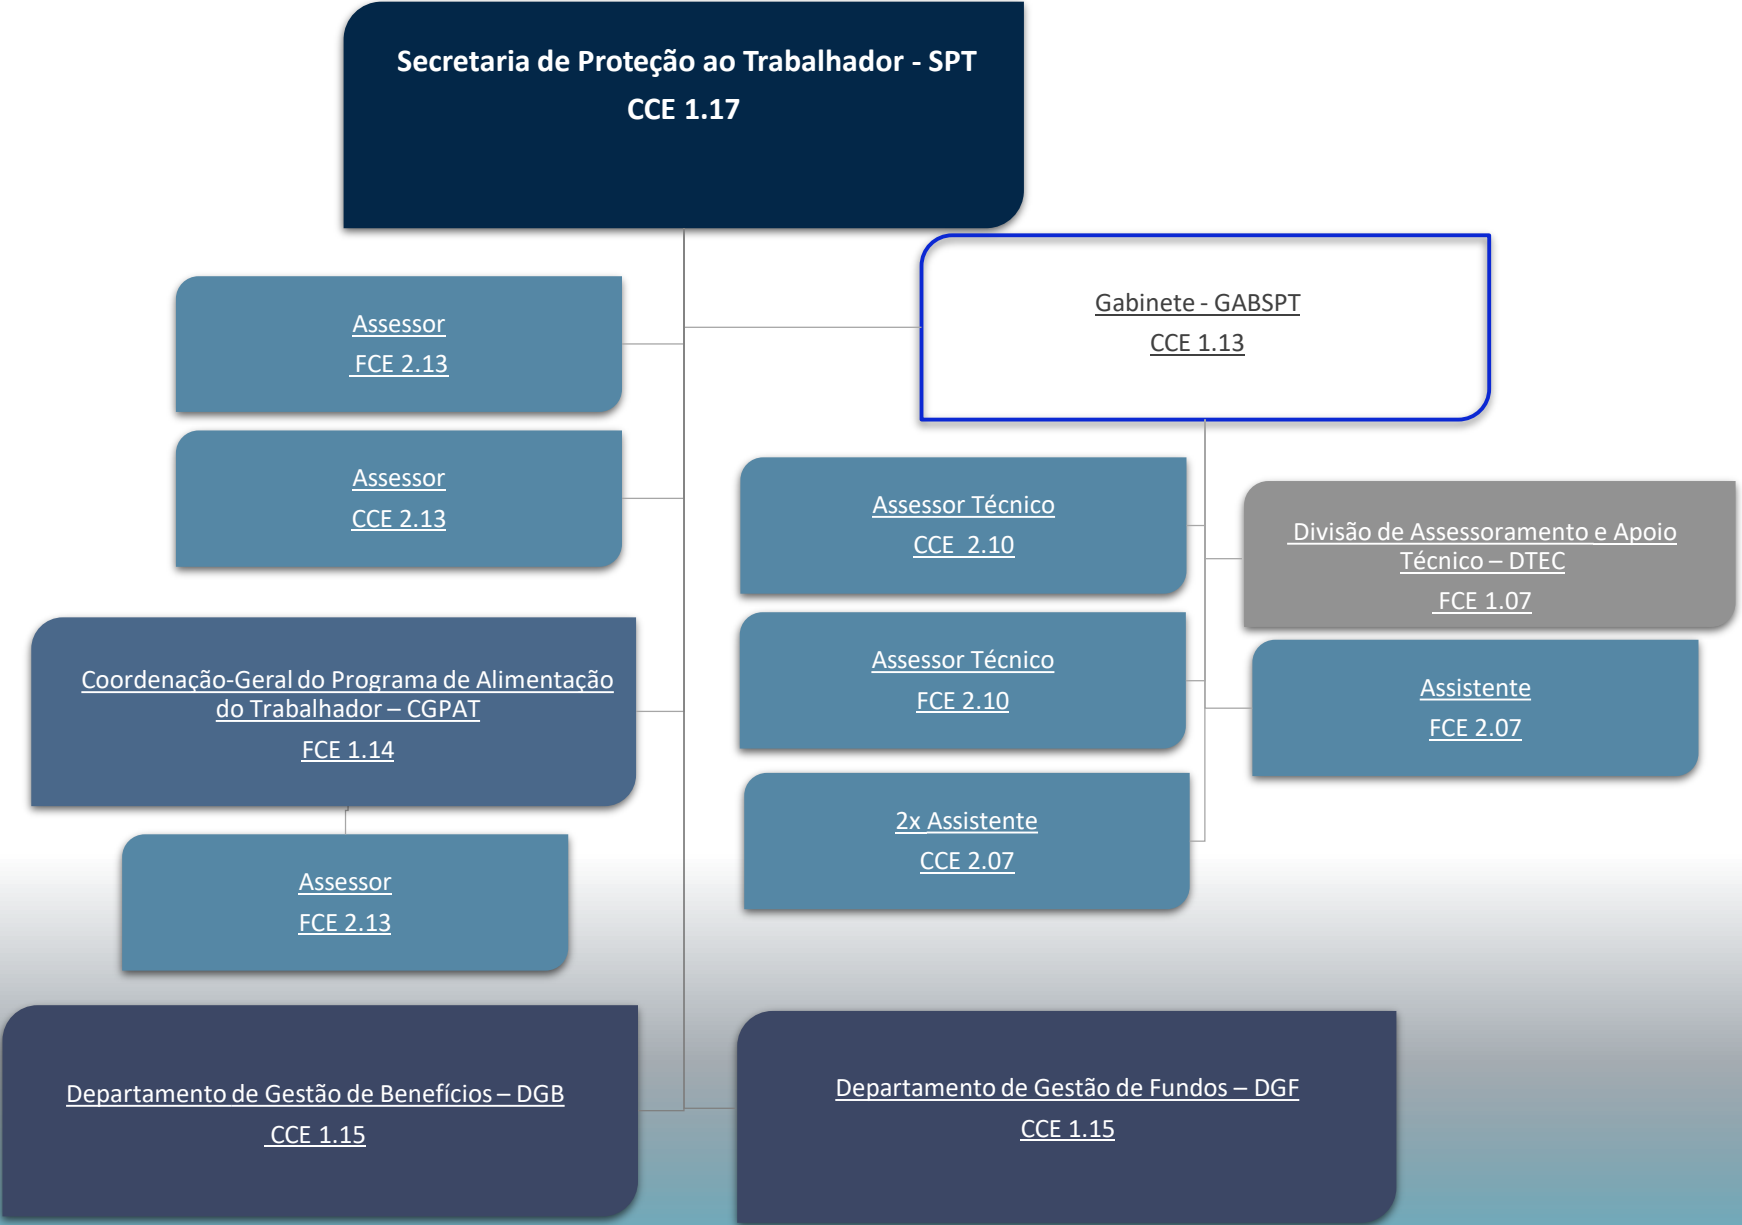 Secretaria de Proteção ao Trabalhador - SPT
CCE 1.17
Gabinete - GABSPT
CCE 1.13
Assessor
FCE 2.13
Assessor
CCE 2.13
Assessor Técnico
CCE 2.10
Divisão de Assessoramento e Apoio
Técnico – DTEC
FCE 1.07
Assessor Técnico
FCE 2.10
Assistente
FCE 2.07
Coordenação-Geral do Programa de Alimentação
do Trabalhador – CGPAT
FCE 1.14
2x Assistente
CCE 2.07
Assessor
FCE 2.13
Departamento de Gestão de Benefícios – DGB
CCE 1.15
Departamento de Gestão de Fundos – DGF
CCE 1.15